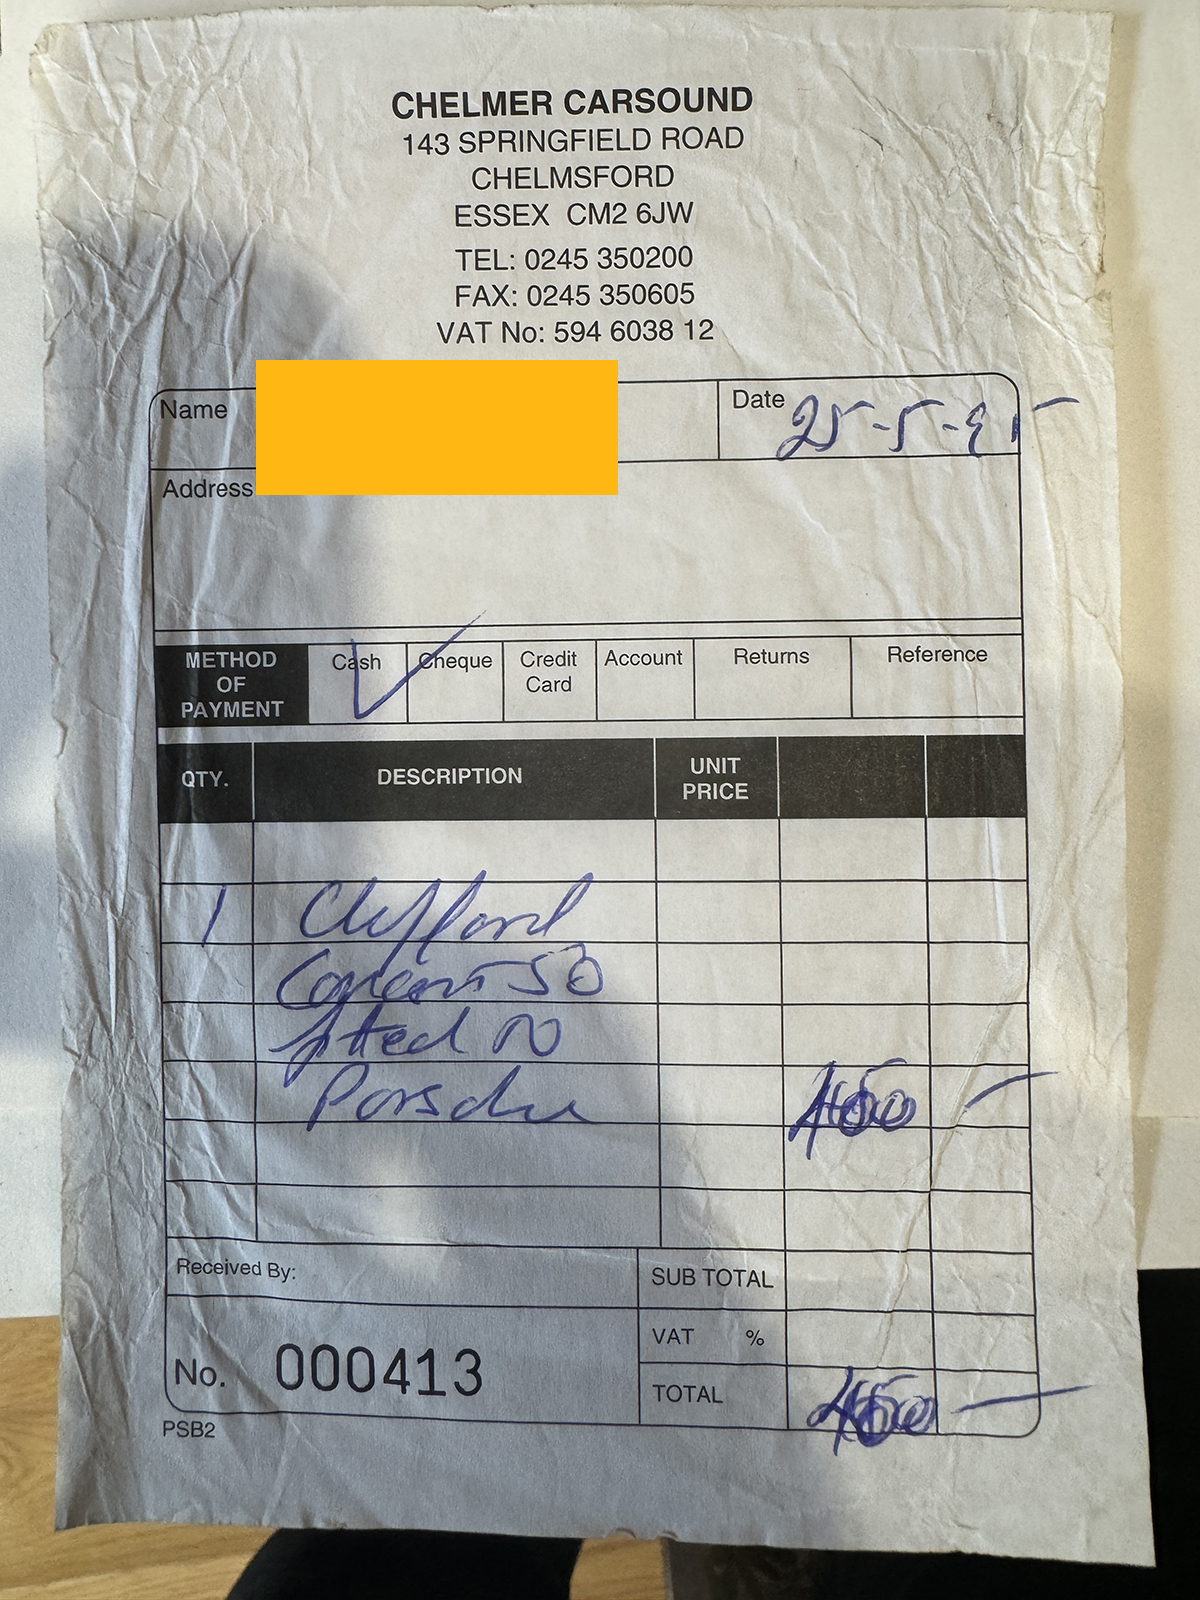 CHELMER CARSOUND
143 SPRINGFIELD ROAD
CHELMSFORD
ESSEX CM2 6JW
TEL: 0245 350200
FAX: 0245 350605
VAT No: 594 6038 12
Name
Date 25-5-95
Address
METHOD OF PAYMENT
Cash
Cheque
Credit Card
Account
Returns
Reference
QTY.
DESCRIPTION
UNIT PRICE
1 Clifford
50
fitted to
Porsche
Received By:
SUB TOTAL
VAT %
No. 000413
TOTAL
PSB2